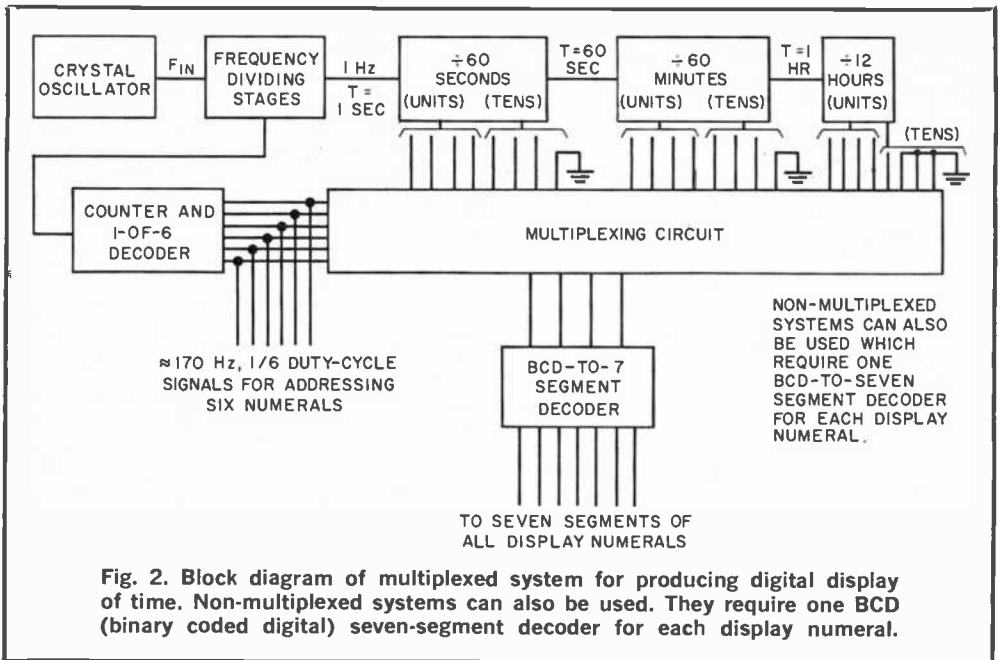 CRYSTAL
OSCILLATOR
FIN
FREQUENCY
DIVIDING
STAGES
1 Hz
T =
1 SEC
÷60
SECONDS
(UNITS) (TENS)
T=60
SEC
÷60
MINUTES
(UNITS) (TENS)
T=1
HR
÷12
HOURS
(UNITS)
(TENS)
COUNTER AND
1-OF-6
DECODER
MULTIPLEXING CIRCUIT
≈170 Hz, 1/6 DUTY-CYCLE
SIGNALS FOR ADDRESSING
SIX NUMERALS
BCD-TO-7
SEGMENT
DECODER
NON-MULTIPLEXED
SYSTEMS CAN ALSO
BE USED WHICH
REQUIRE ONE
BCD-TO-SEVEN
SEGMENT DECODER
FOR EACH DISPLAY
NUMERAL.
TO SEVEN SEGMENTS OF
ALL DISPLAY NUMERALS
Fig. 2. Block diagram of multiplexed system for producing digital display
of time. Non-multiplexed systems can also be used. They require one BCD
(binary coded digital) seven-segment decoder for each display numeral.